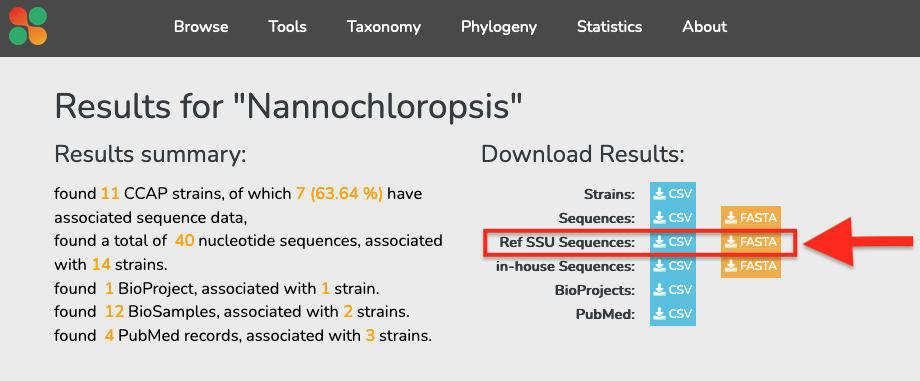 Browse Tools Taxonomy Phylogeny Statistics About
Results for "Nannochloropsis"
Results summary:
found 11 CCAP strains, of which 7 (63.64 %) have
associated sequence data,
found a total of 40 nucleotide sequences, associated
with 14 strains.
found 1 BioProject, associated with 1 strain.
found 12 BioSamples, associated with 2 strains.
found 4 PubMed records, associated with 3 strains.
Download Results:
Strains: CSV
Sequences: CSV FASTA
Ref SSU Sequences: CSV FASTA
in-house Sequences: CSV FASTA
BioProjects: CSV
PubMed: CSV